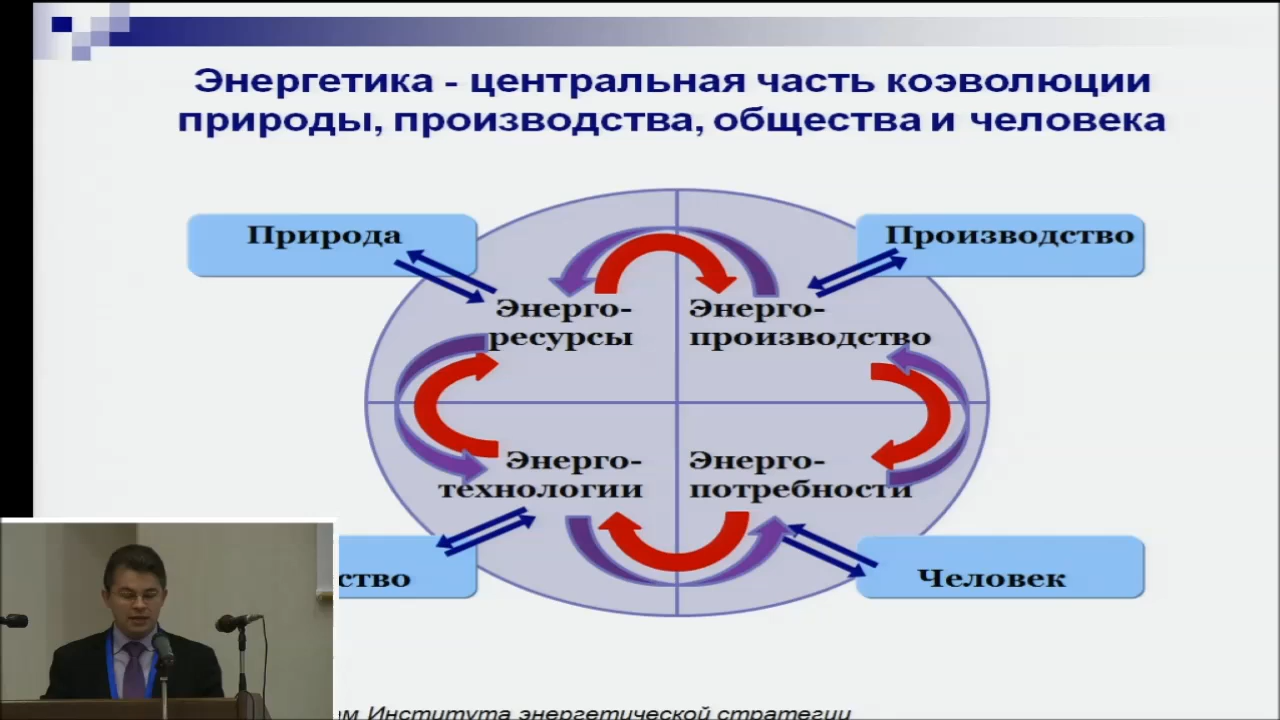 Энергетика - центральная часть коэволюции
природы, производства, общества и человека
Природа
Производство
Энерго-
ресурсы
Энерго-
производство
Энерго-
технологии
Энерго-
потребности
Человек
Института энергетической стратегии